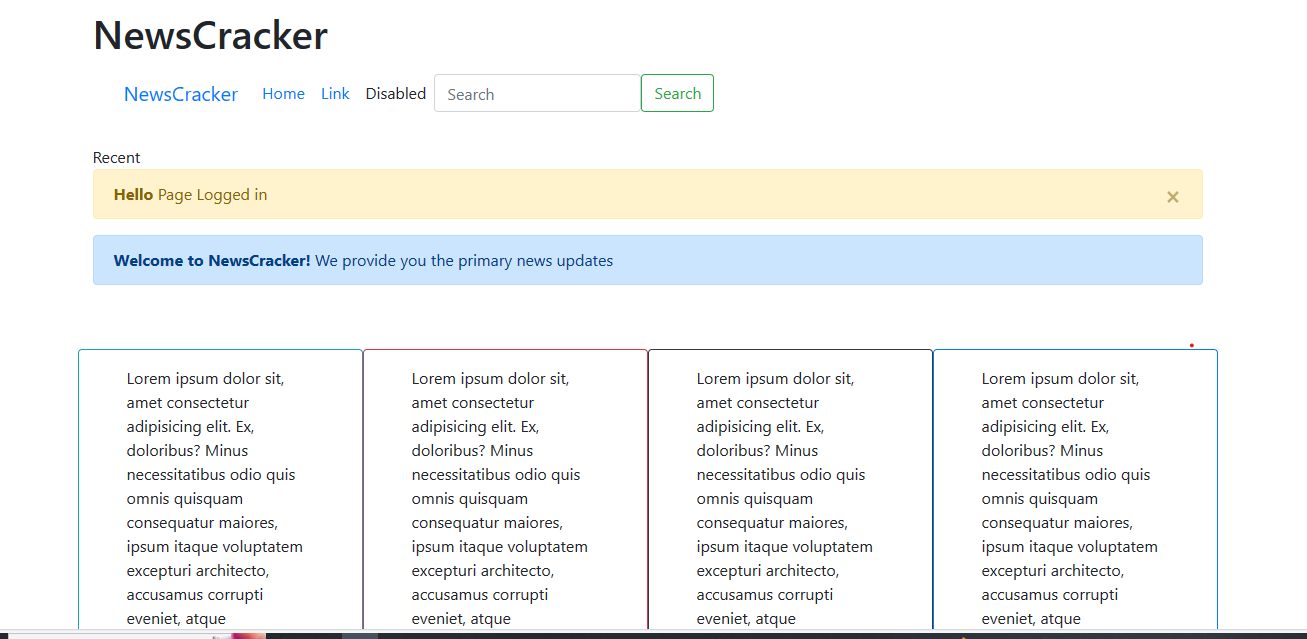 NewsCracker
NewsCracker Home Link Disabled Search Search
Recent
Hello Page Logged in ×
Welcome to NewsCracker! We provide you the primary news updates
Lorem ipsum dolor sit,
amet consectetur
adipisicing elit. Ex,
doloribus? Minus
necessitatibus odio quis
omnis quisquam
consequatur maiores,
ipsum itaque voluptatem
excepturi architecto,
accusamus corrupti
eveniet, atque
Lorem ipsum dolor sit,
amet consectetur
adipisicing elit. Ex,
doloribus? Minus
necessitatibus odio quis
omnis quisquam
consequatur maiores,
ipsum itaque voluptatem
excepturi architecto,
accusamus corrupti
eveniet, atque
Lorem ipsum dolor sit,
amet consectetur
adipisicing elit. Ex,
doloribus? Minus
necessitatibus odio quis
omnis quisquam
consequatur maiores,
ipsum itaque voluptatem
excepturi architecto,
accusamus corrupti
eveniet, atque
Lorem ipsum dolor sit,
amet consectetur
adipisicing elit. Ex,
doloribus? Minus
necessitatibus odio quis
omnis quisquam
consequatur maiores,
ipsum itaque voluptatem
excepturi architecto,
accusamus corrupti
eveniet, atque